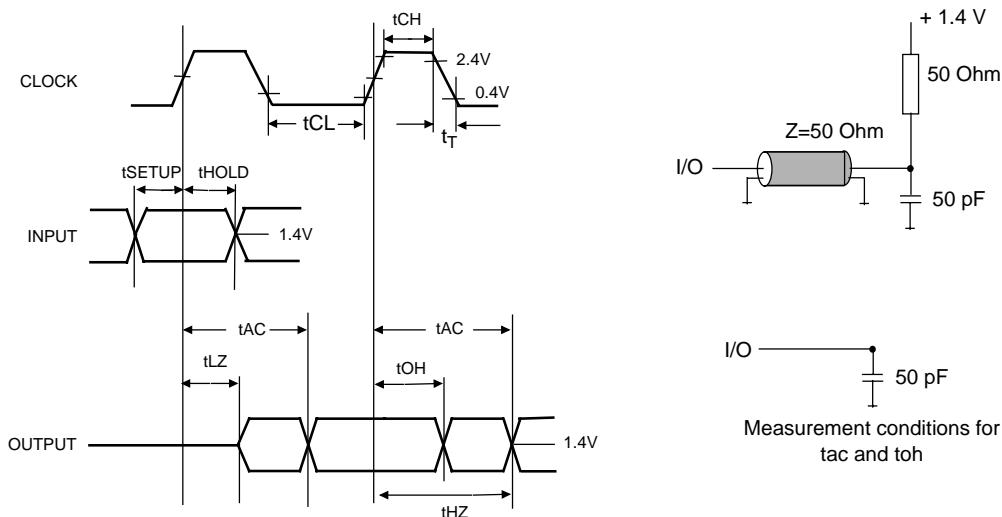 tCH
2.4V
CLOCK
0.4V
tCL
tT
tSETUP tHOLD
INPUT
1.4V
tAC
tAC
tLZ
tOH
OUTPUT
1.4V
tHZ
+ 1.4 V
50 Ohm
Z=50 Ohm
I/O
50 pF
I/O
50 pF
Measurement conditions for
tac and toh